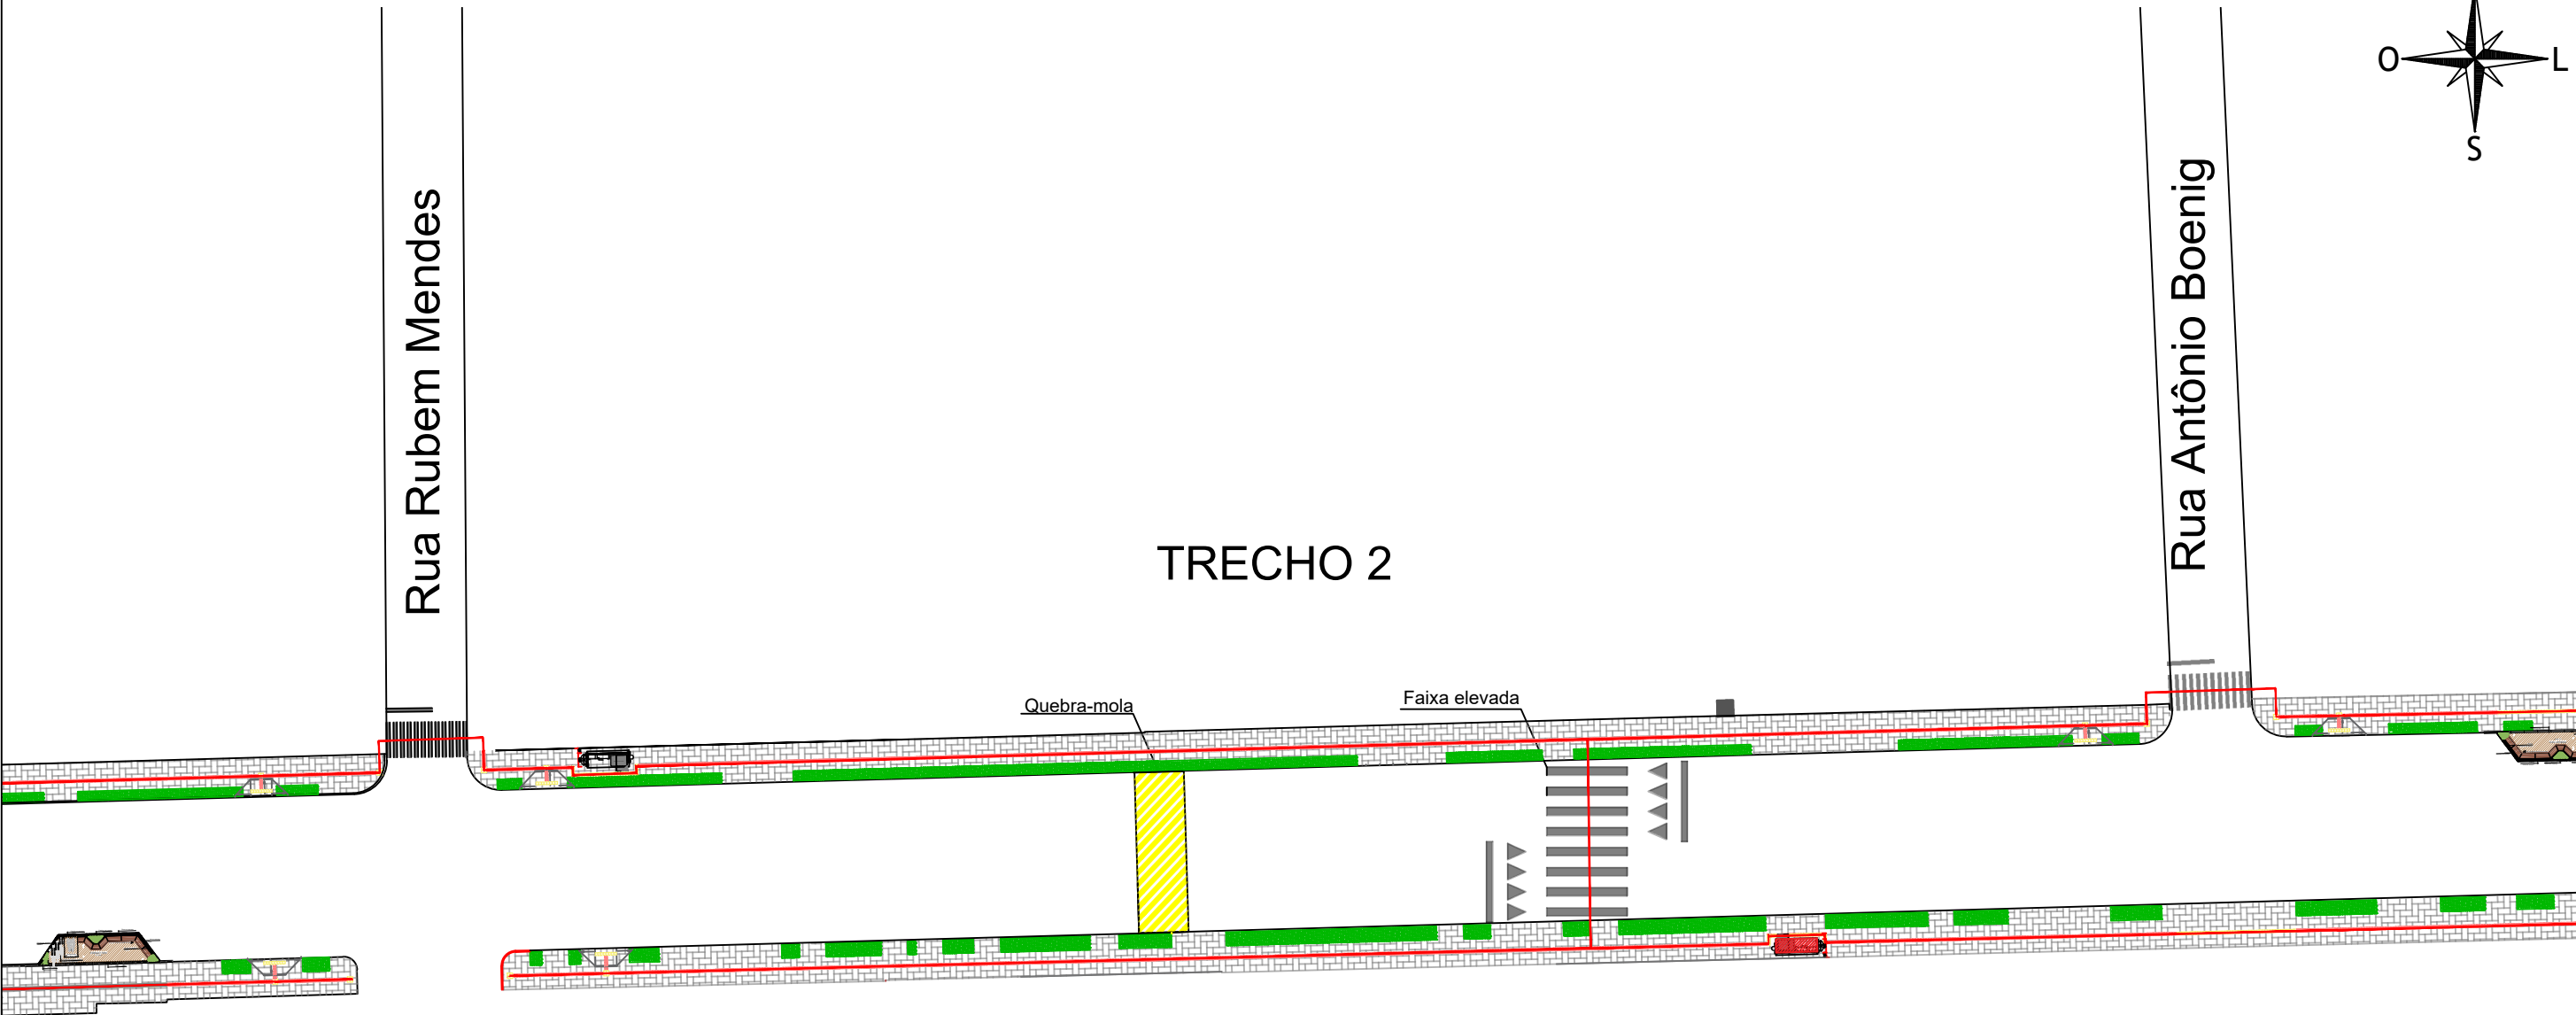 O
L
S
Rua Rubem Mendes
Rua Antônio Boenig
TRECHO 2
Quebra-mola
Faixa elevada